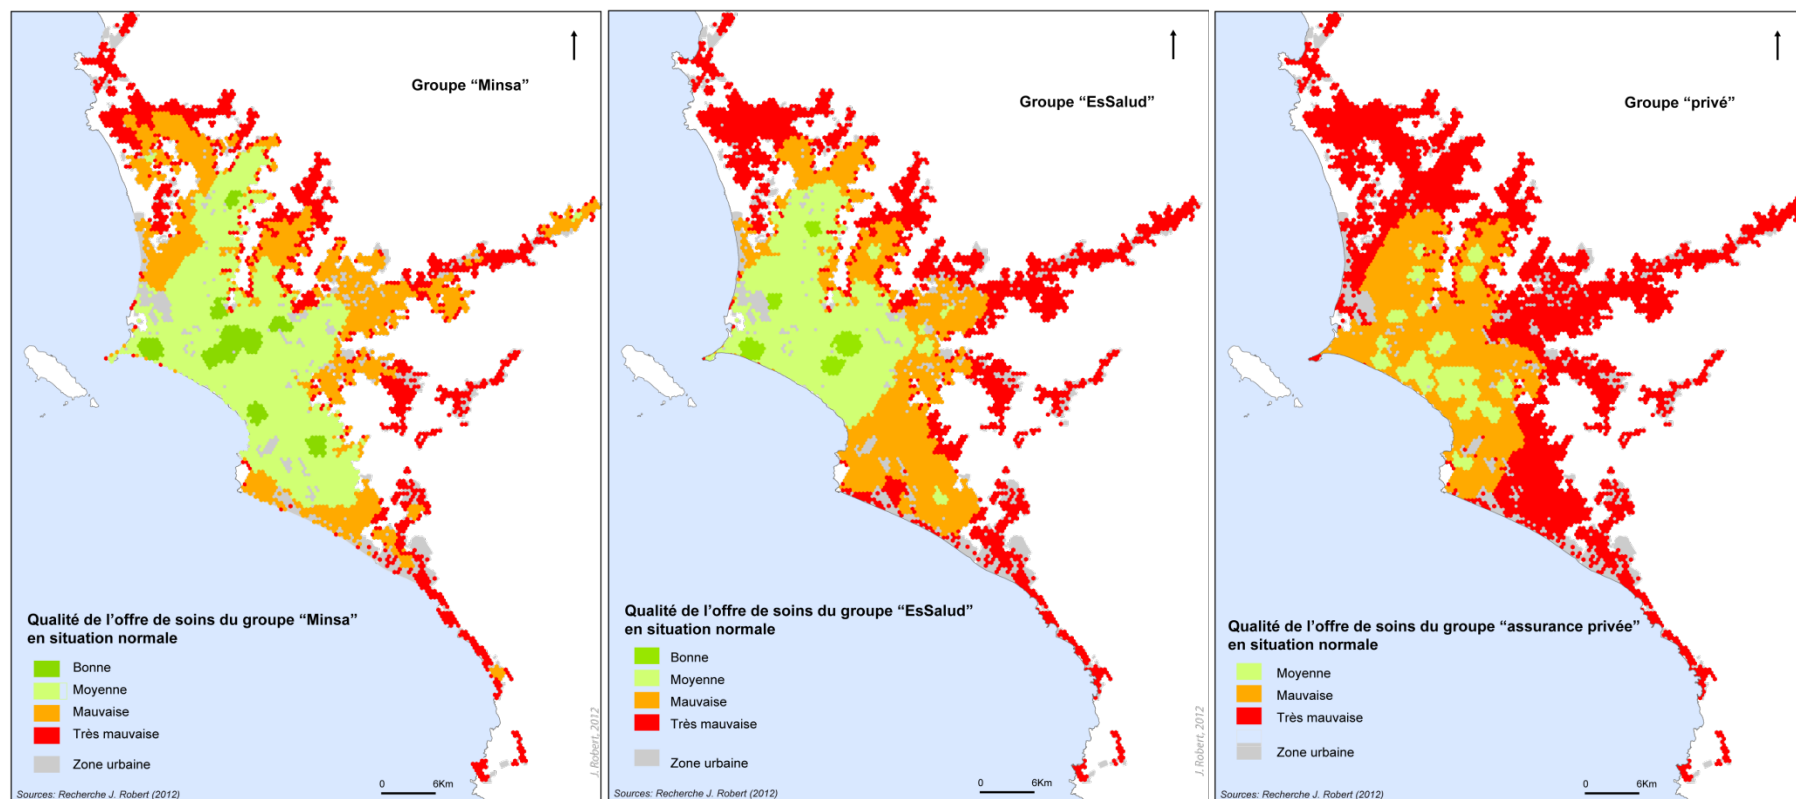 Groupe “Minsa”
Qualité de l’offre de soins du groupe “Minsa”
en situation normale
Bonne
Moyenne
Mauvaise
Très mauvaise
Zone urbaine
0 6Km
Sources: Recherche J. Robert (2012)
J. Robert, 2012
Groupe “EsSalud”
Qualité de l’offre de soins du groupe “EsSalud”
en situation normale
Bonne
Moyenne
Mauvaise
Très mauvaise
Zone urbaine
0 6Km
Sources: Recherche J. Robert (2012)
J. Robert, 2012
Groupe “privé”
Qualité de l’offre de soins du groupe “assurance privée”
en situation normale
Moyenne
Mauvaise
Très mauvaise
Zone urbaine
0 6Km
Sources: Recherche J. Robert (2012)